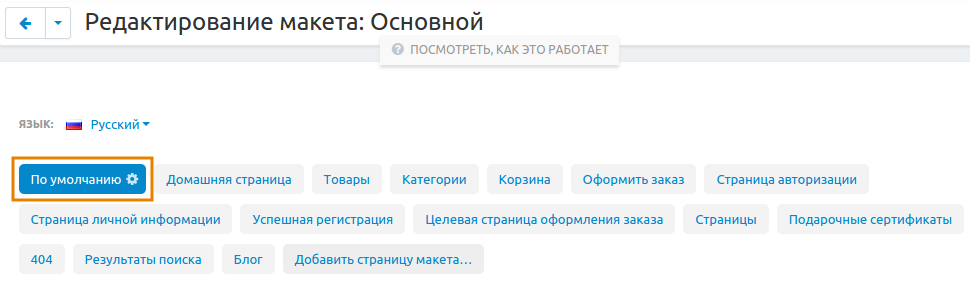 Редактирование макета: Основной
ПОСМОТРЕТЬ, КАК ЭТО РАБОТАЕТ
ЯЗЫК: Русский
По умолчанию Домашняя страница Товары Категории Корзина Оформить заказ Страница авторизации
Страница личной информации Успешная регистрация Целевая страница оформления заказа Страницы Подарочные сертификаты
404 Результаты поиска Блог Добавить страницу макета...